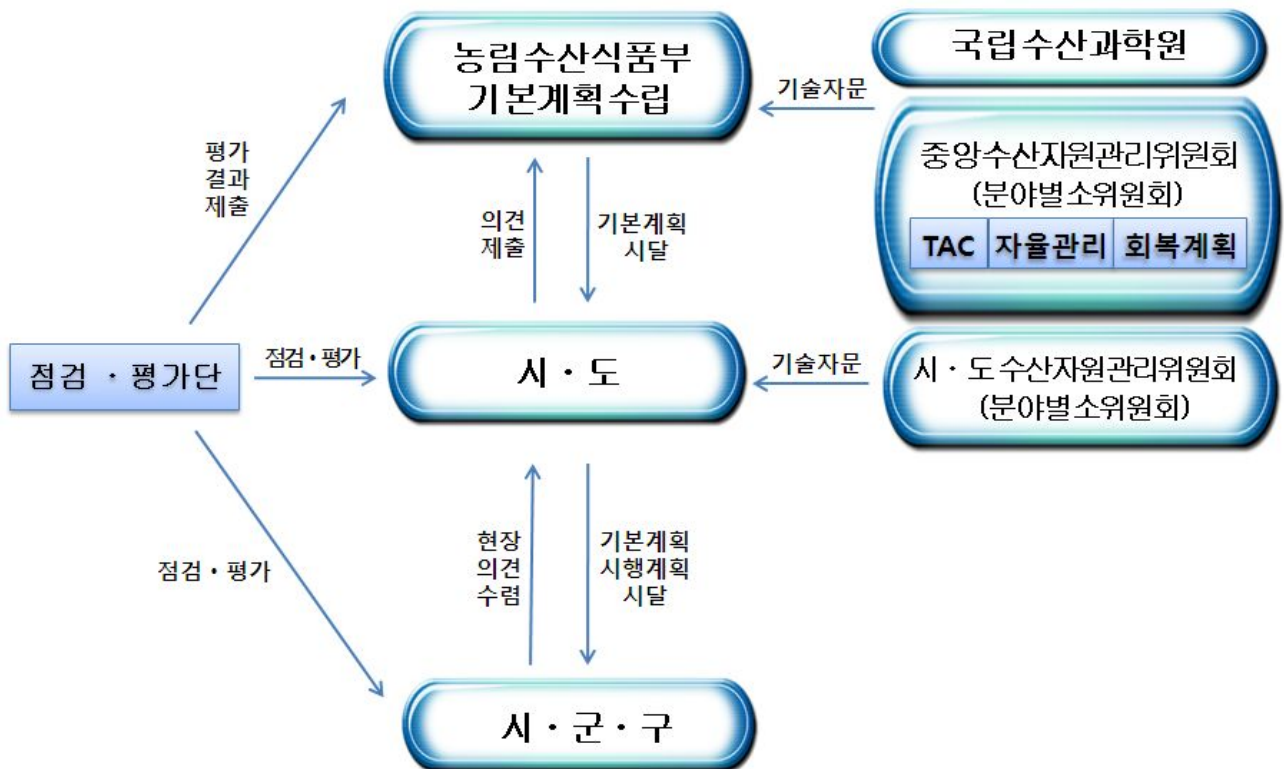 농림수산식품부
기본계획수립
국립수산과학원
기술자문
중앙수산자원관리위원회
(분야별소위원회)
TAC 자율관리 회복계획
평가
결과
제출
의견
제출
기본계획
시달
점검 · 평가단
점검 · 평가
시 · 도
기술자문
시 · 도 수산자원관리위원회
(분야별소위원회)
점검 · 평가
현장
의견
수렴
기본계획
시행계획
시달
시 · 군 · 구